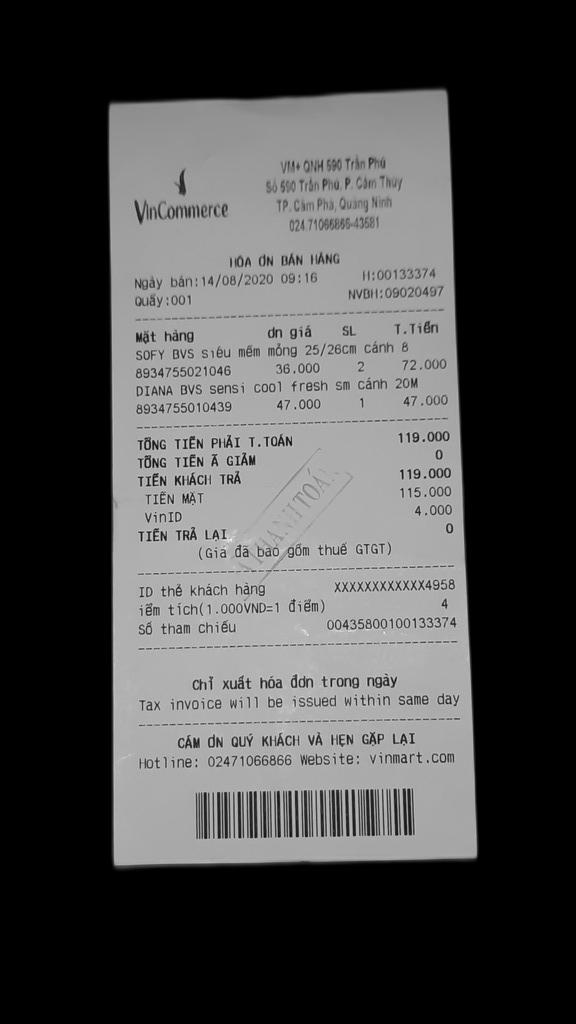 VinCommerce
VM+ QNH 590 Trần Phú
Số 590 Trần Phú, P. Cẩm Thủy
TP. Cẩm Phả, Quảng Ninh
024.71066866-43581
HÓA ƠN BÁN HÀNG
Ngày bán:14/08/2020 09:16 H:00133374
Quầy:001 NVBH:09020497
Mặt hàng ơn giá SL T.Tiền
SOFY BVS siêu mềm mỏng 25/26cm cánh 8
8934755021046 36.000 2 72.000
DIANA BVS sensi cool fresh sm cánh 20M
8934755010439 47.000 1 47.000
TỔNG TIỀN PHẢI T.TOÁN 119.000
TỔNG TIỀN Ã GIẢM 0
TIỀN KHÁCH TRẢ 119.000
TIỀN MẶT 115.000
VinID 4.000
TIỀN TRẢ LẠI 0
(Giá đã bao gồm thuế GTGT)
THANH TOÁN
ID thẻ khách hàng XXXXXXXXXXXX4958
iểm tích(1.000VND=1 điểm) 4
Số tham chiếu 00435800100133374
Chỉ xuất hóa đơn trong ngày
Tax invoice will be issued within same day
CẢM ƠN QUÝ KHÁCH VÀ HẸN GẶP LẠI
Hotline: 02471066866 Website: vinmart.com